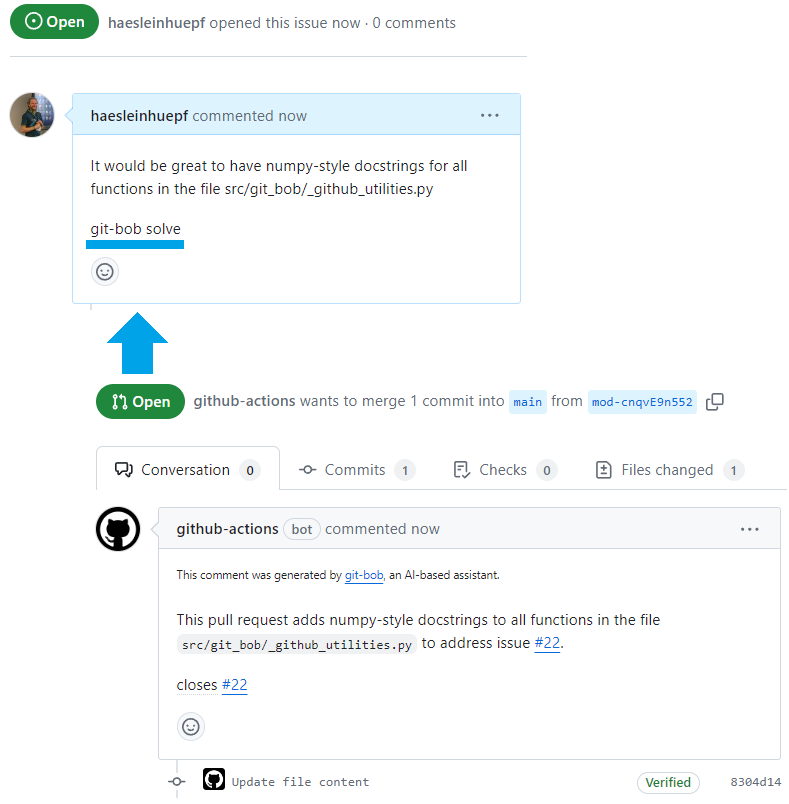 Open haesleinhuepf opened this issue now · 0 comments
haesleinhuepf commented now ...
It would be great to have numpy-style docstrings for all
functions in the file src/git_bob/_github_utilities.py
git-bob solve
Open github-actions wants to merge 1 commit into main from mod-cnqvE9n552
Conversation 0 Commits 1 Checks 0 Files changed 1
github-actions bot commented now ...
This comment was generated by git-bob, an AI-based assistant.
This pull request adds numpy-style docstrings to all functions in the file
src/git_bob/_github_utilities.py to address issue #22.
closes #22
Update file content Verified 8304d14